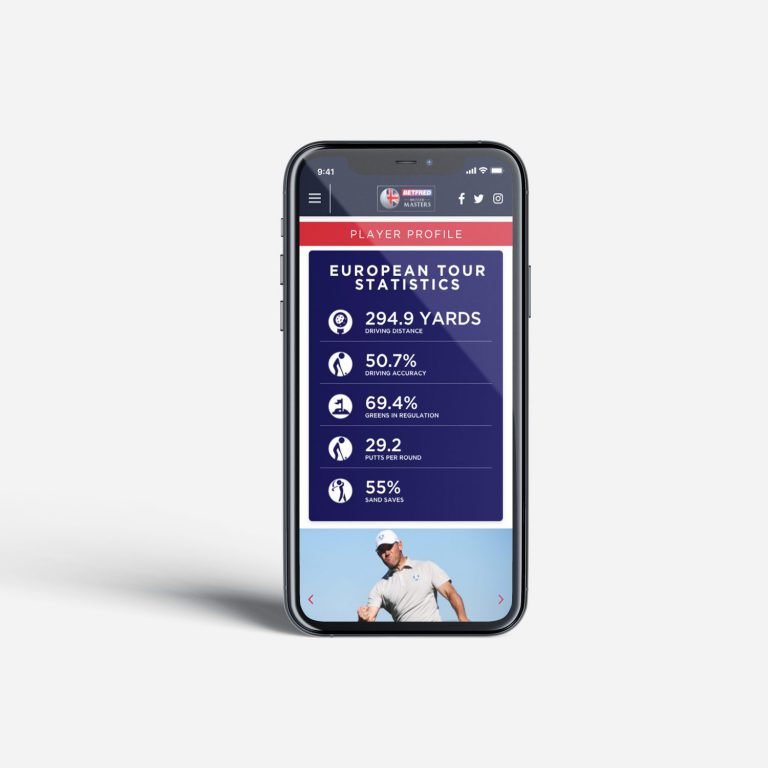 9:41
BETFRED
BRITISH
MASTERS
PLAYER PROFILE
EUROPEAN TOUR
STATISTICS
294.9 YARDS
DRIVING DISTANCE
50.7%
DRIVING ACCURACY
69.4%
GREENS IN REGULATION
29.2
PUTTS PER ROUND
55%
SAND SAVES